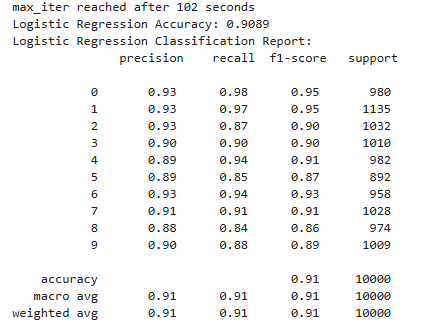 max_iter reached after 102 seconds
Logistic Regression Accuracy: 0.9089
Logistic Regression Classification Report:
precision recall f1-score support
0 0.93 0.98 0.95 980
1 0.93 0.97 0.95 1135
2 0.93 0.87 0.90 1032
3 0.90 0.90 0.90 1010
4 0.89 0.94 0.91 982
5 0.89 0.85 0.87 892
6 0.93 0.94 0.93 958
7 0.91 0.91 0.91 1028
8 0.88 0.84 0.86 974
9 0.90 0.88 0.89 1009
accuracy 0.91 10000
macro avg 0.91 0.91 0.91 10000
weighted avg 0.91 0.91 0.91 10000